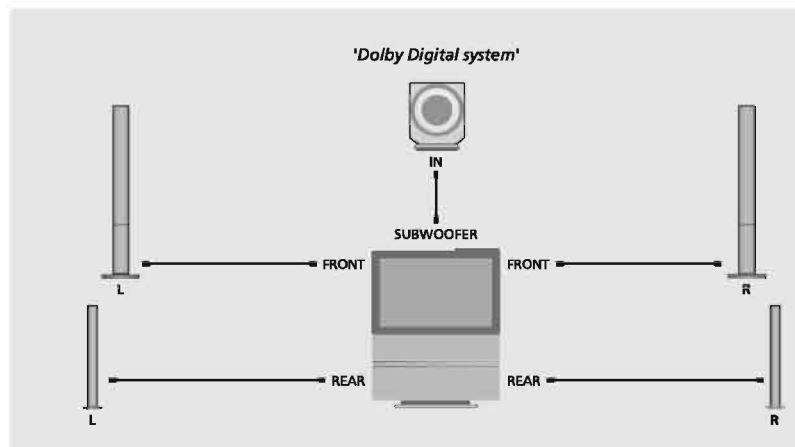 'Dolby Digital system'
IN
SUBWOOFER
FRONT FRONT
L R
REAR REAR
L R